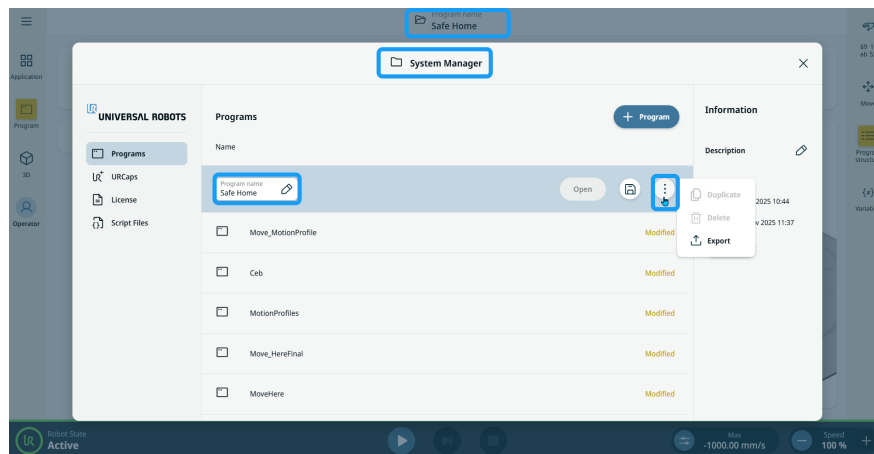 Program name
Safe Home
System Manager
Application
Program
3D
Operator
UNIVERSAL ROBOTS
Programs
URCaps
License
Script Files
Programs
+ Program
Name
Program name
Safe Home
Open
Move_MotionProfile
Modified
Ceb
Modified
MotionProfiles
Modified
Move_HereFinal
Modified
MoveHere
Modified
Information
Description
2025 10:44
2025 11:37
Duplicate
Delete
Export
Robot State
Active
Max
-1000.00 mm/s
Speed
100 %